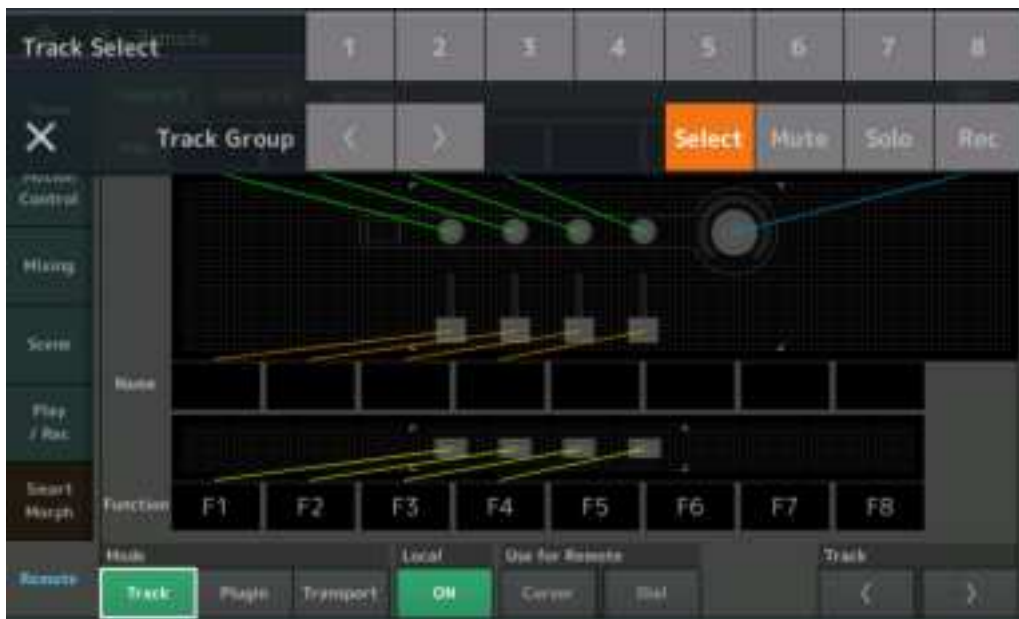 Track Select 1 2 3 4 5 6 7 8
Track Group < > Select Mute Solo Rec
Control
Mixing
Scene
Name
Play
/ Rec
Smart
Morph
Function F1 F2 F3 F4 F5 F6 F7 F8
Mode Local Use for Remote Track
Remote
Track Plugin Transport ON Cursor Dial < >